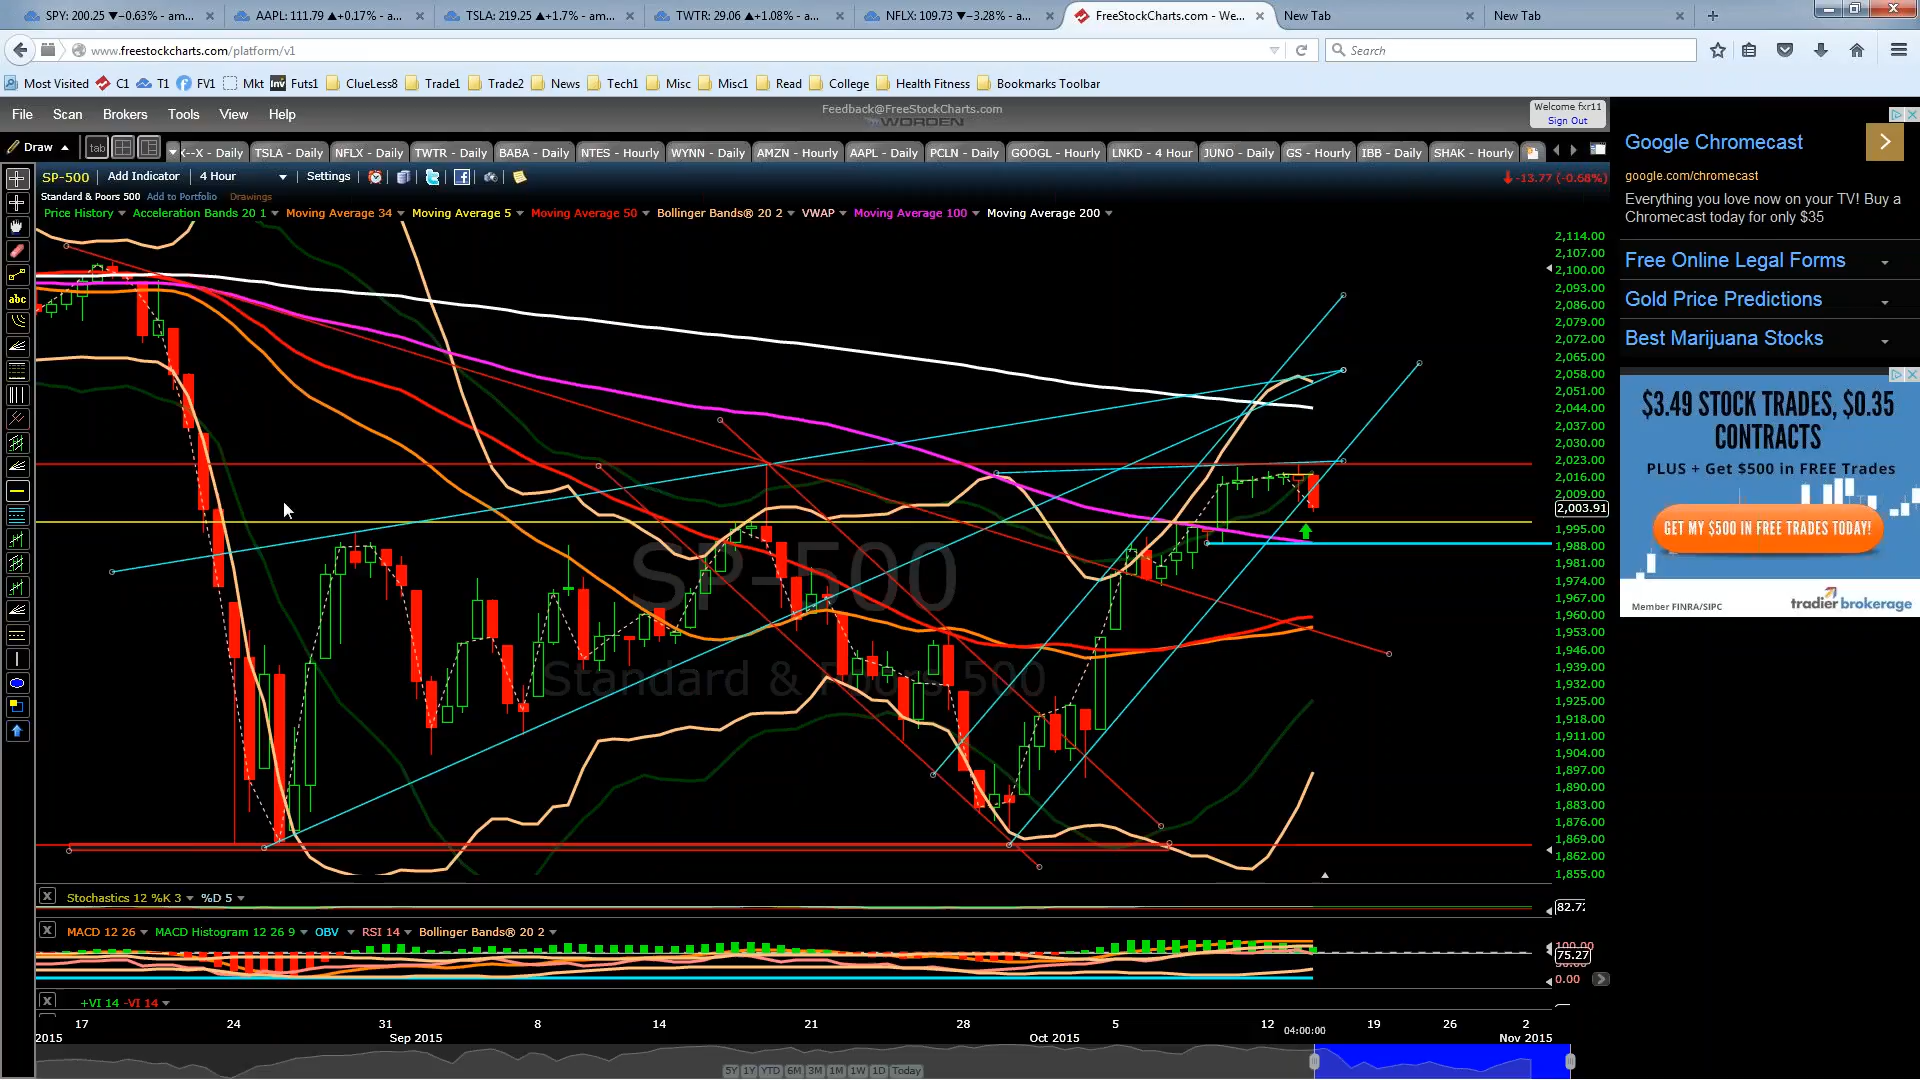 SPY: 200.25 ▼−0.63% - am...
AAPL: 111.79 ▲+0.17% - a...
TSLA: 219.25 ▲+1.7% - am...
TWTR: 29.06 ▲+1.08% - a...
NFLX: 109.73 ▼−3.28% - a...
FreeStockCharts.com - We...
New Tab
New Tab
www.freestockcharts.com/platform/v1
Search
Most Visited C1 T1 FV1 Mkt Futs1 ClueLess8 Trade1 Trade2 News Tech1 Misc Misc1 Read College Health Fitness Bookmarks Toolbar
Feedback@FreeStockCharts.com
WORDEN
File Scan Brokers Tools View Help
Welcome fxr11
Sign Out
Draw
tab
X--X - Daily TSLA - Daily NFLX - Daily TWTR - Daily BABA - Daily NTES - Hourly WYNN - Daily AMZN - Hourly AAPL - Daily PCLN - Daily GOOGL - Hourly LNKD - 4 Hour JUNO - Daily GS - Hourly IBB - Daily SHAK - Hourly
SP-500 Add Indicator 4 Hour Settings
-13.77 (-0.68%)
Standard & Poors 500 Add to Portfolio Drawings
Price History Acceleration Bands 20 1 Moving Average 34 Moving Average 5 Moving Average 50 Bollinger Bands® 20 2 VWAP Moving Average 100 Moving Average 200
abc
SP-500
Standard & Poors 500
2,114.00
2,107.00
2,100.00
2,093.00
2,086.00
2,079.00
2,072.00
2,065.00
2,058.00
2,051.00
2,044.00
2,037.00
2,030.00
2,023.00
2,016.00
2,009.00
2,003.91
1,995.00
1,988.00
1,981.00
1,974.00
1,967.00
1,960.00
1,953.00
1,946.00
1,939.00
1,932.00
1,925.00
1,918.00
1,911.00
1,904.00
1,897.00
1,890.00
1,883.00
1,876.00
1,869.00
1,862.00
1,855.00
Stochastics 12 %K 3 %D 5
82.72
MACD 12 26 MACD Histogram 12 26 9 OBV RSI 14 Bollinger Bands® 20 2
100.00
75.27
0.00
+VI 14 -VI 14
17 24 31 8 14 21 28 5 12 04:00:00 19 26 2
2015 Sep 2015 Oct 2015 Nov 2015
5Y 1Y YTD 6M 3M 1M 1W 1D Today
Google Chromecast
google.com/chromecast
Everything you love now on your TV! Buy a
Chromecast today for only $35
Free Online Legal Forms
Gold Price Predictions
Best Marijuana Stocks
$3.49 STOCK TRADES, $0.35
CONTRACTS
PLUS + Get $500 in FREE Trades
GET MY $500 IN FREE TRADES TODAY!
Member FINRA/SIPC
tradier brokerage